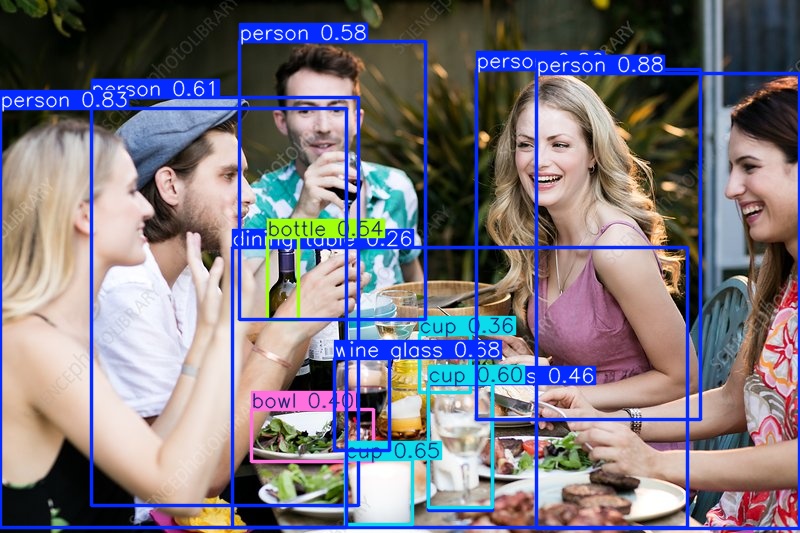 person 0.58
person 0.88
person 0.61
person 0.83
bottle 0.54
dining table 0.26
cup 0.36
wine glass 0.68
cup 0.60
s 0.46
bowl 0.40
cup 0.65
SCIENCEPHOTOLIBRARY